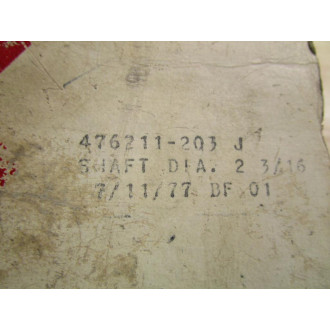 476211-203 J
SHAFT DIA. 2 3/16
7/11/77 BF 01